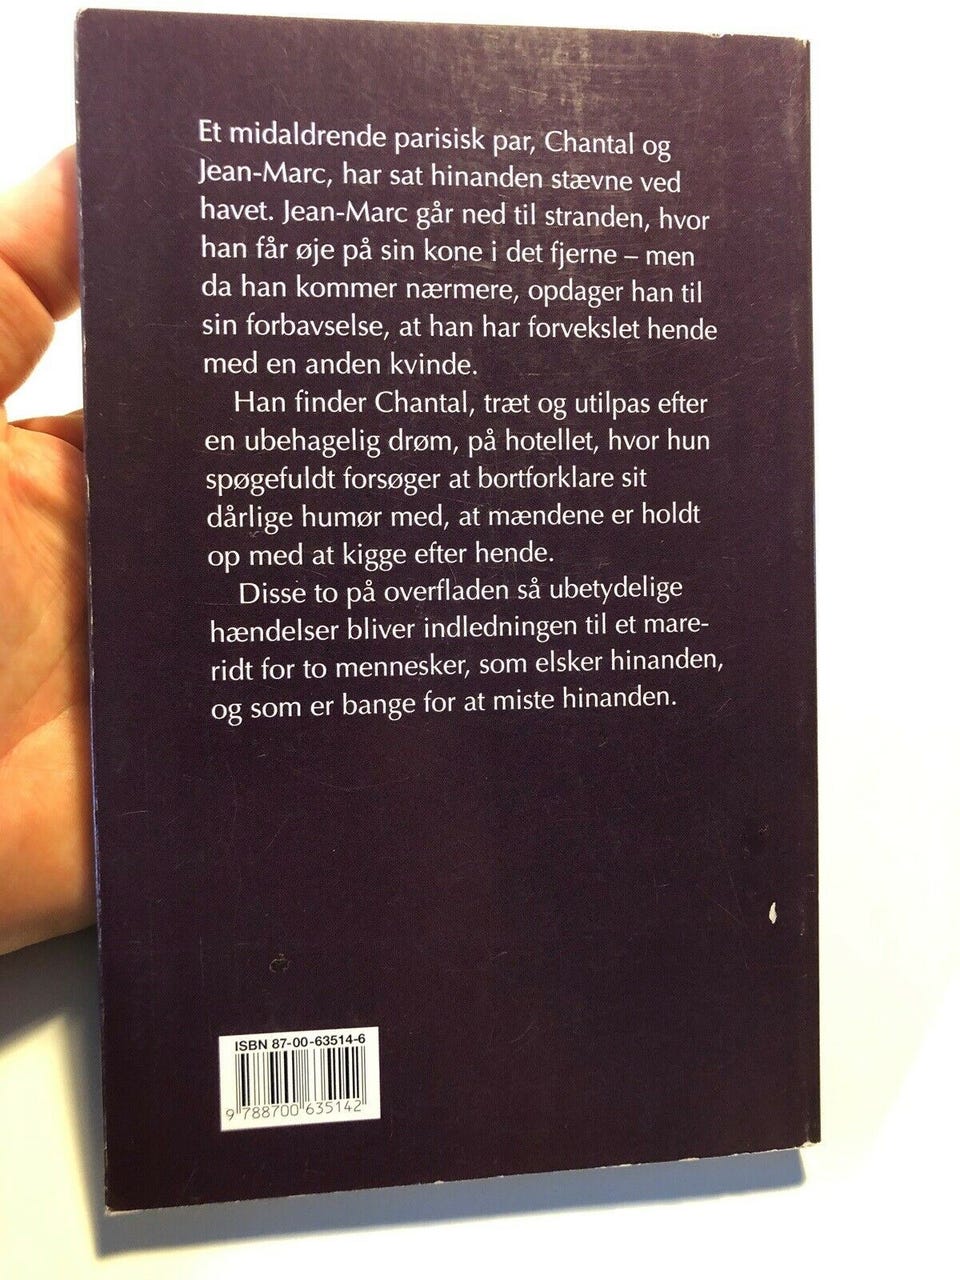 Et midaldrende parisisk par, Chantal og
Jean-Marc, har sat hinanden stævne ved
havet. Jean-Marc går ned til stranden, hvor
han får øje på sin kone i det fjerne – men
da han kommer nærmere, opdager han til
sin forbavselse, at han har forvekslet hende
med en anden kvinde.
Han finder Chantal, træt og utilpas efter
en ubehagelig drøm, på hotellet, hvor hun
spøgefuldt forsøger at bortforklare sit
dårlige humør med, at mændene er holdt
op med at kigge efter hende.
Disse to på overfladen så ubetydelige
hændelser bliver indledningen til et mare-
ridt for to mennesker, som elsker hinanden,
og som er bange for at miste hinanden.
ISBN 87-00-63514-6
9 788700 635142